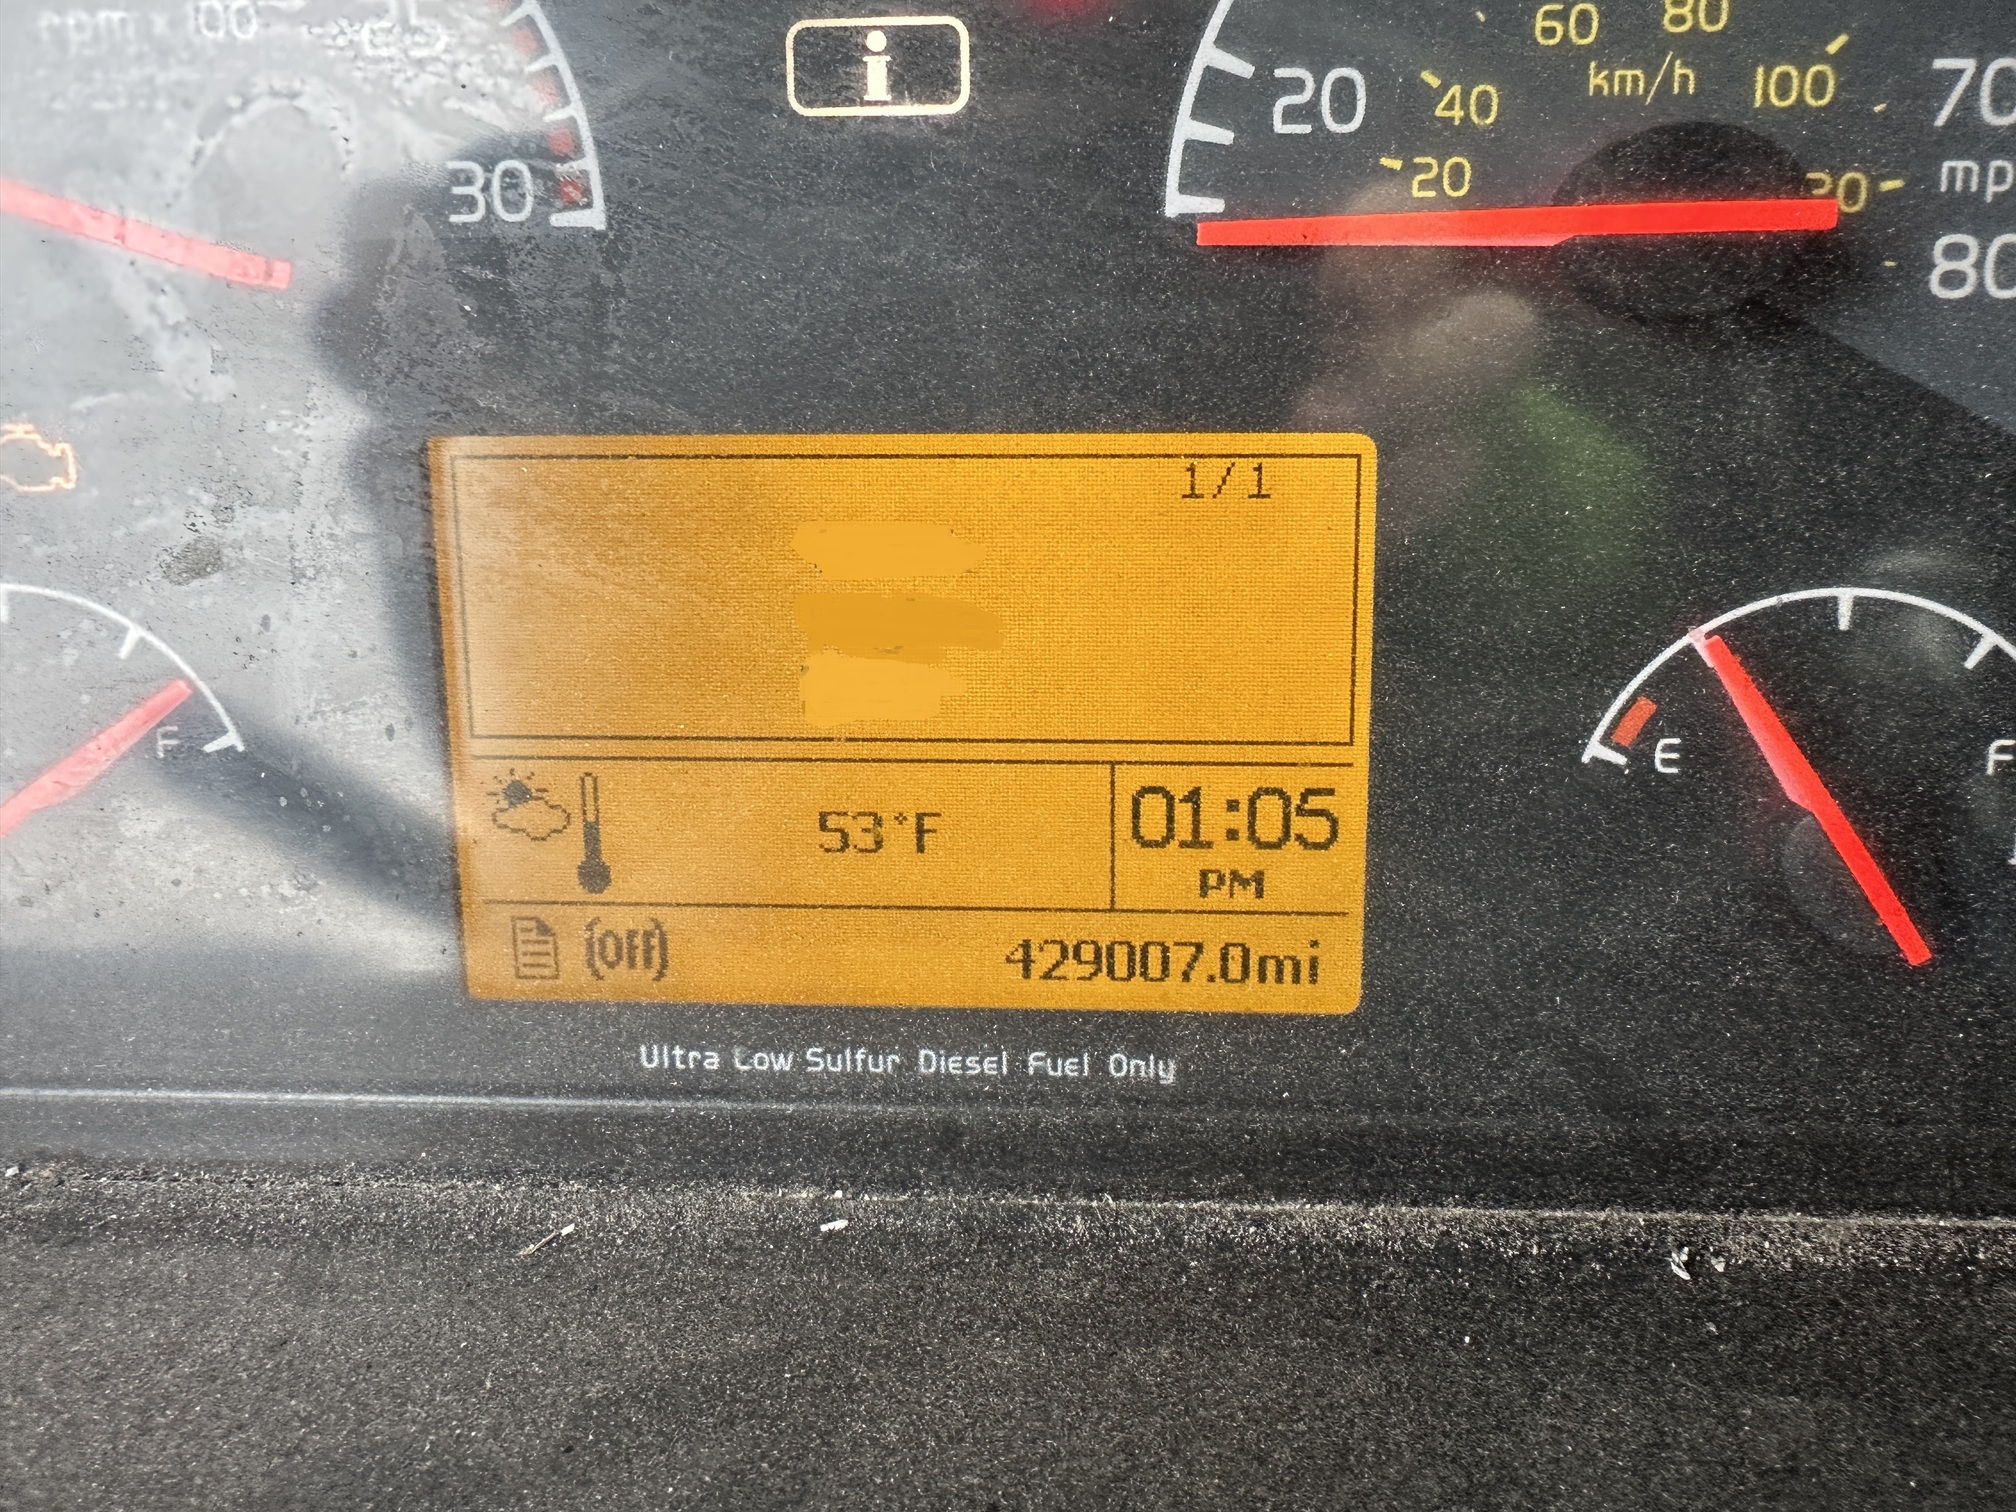 rpm x 100
25
30
i
20
60
80
40
km/h
100
70
20
80
F
1/1
E
F
53°F
01:05
PM
(Off)
429007.0mi
Ultra Low Sulfur Diesel Fuel Only